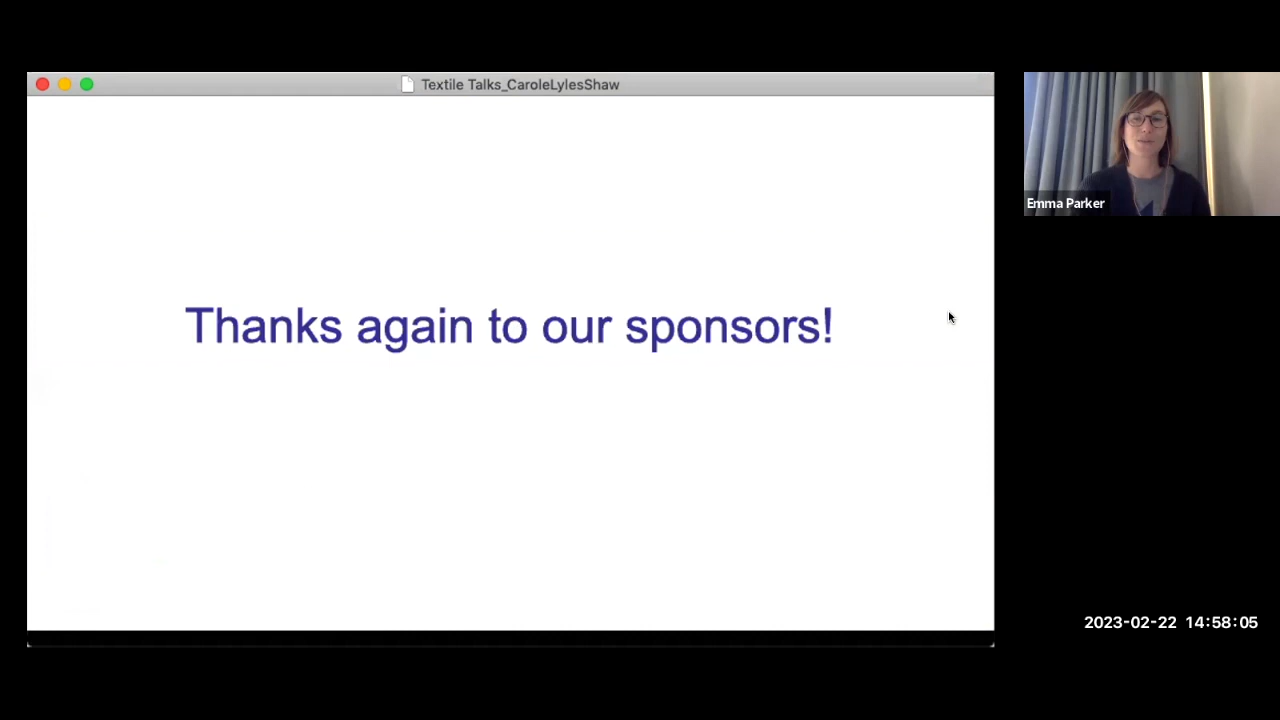 Textile Talks_CaroleLylesShaw
Thanks again to our sponsors!
Emma Parker
2023-02-22 14:58:05